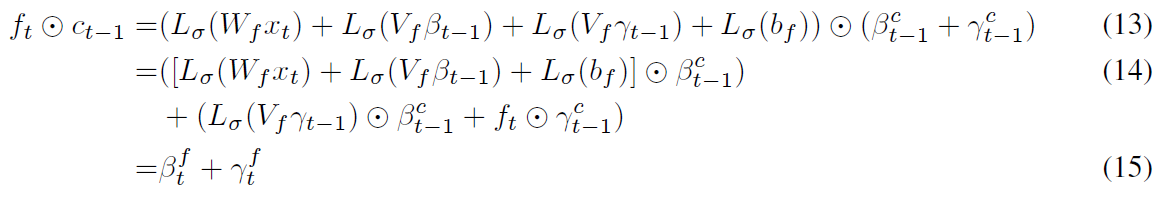 f_t ⊙ c_{t−1} =(L_σ(W_f x_t) + L_σ(V_f β_{t−1}) + L_σ(V_f γ_{t−1}) + L_σ(b_f)) ⊙ (β^c_{t−1} + γ^c_{t−1}) (13)
=([L_σ(W_f x_t) + L_σ(V_f β_{t−1}) + L_σ(b_f)] ⊙ β^c_{t−1}) (14)
+ (L_σ(V_f γ_{t−1}) ⊙ β^c_{t−1} + f_t ⊙ γ^c_{t−1})
=β^f_t + γ^f_t (15)